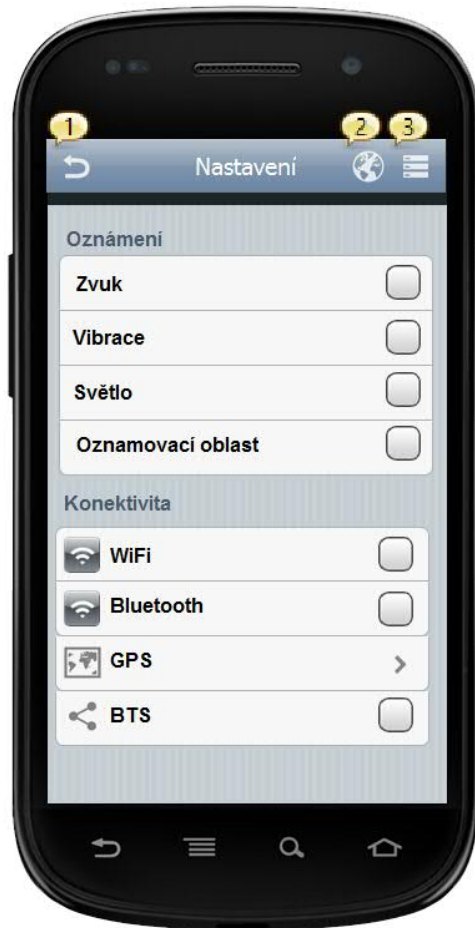 1 2 3
Nastavení
Oznámení
Zvuk
Vibrace
Světlo
Oznamovací oblast
Konektivita
WiFi
Bluetooth
GPS
BTS